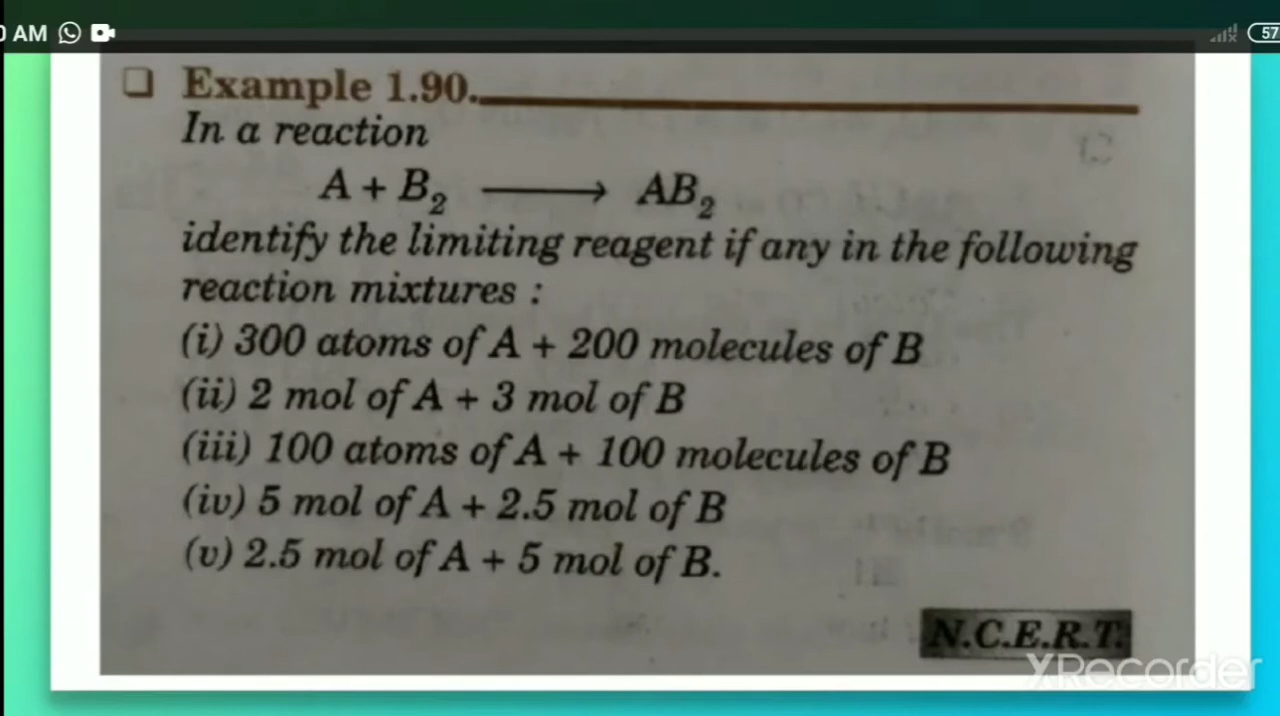 0 AM
57
Example 1.90.
In a reaction
A + B₂ ⟶ AB₂
identify the limiting reagent if any in the following
reaction mixtures :
(i) 300 atoms of A + 200 molecules of B
(ii) 2 mol of A + 3 mol of B
(iii) 100 atoms of A + 100 molecules of B
(iv) 5 mol of A + 2.5 mol of B
(v) 2.5 mol of A + 5 mol of B.
N.C.E.R.T.
XRecorder